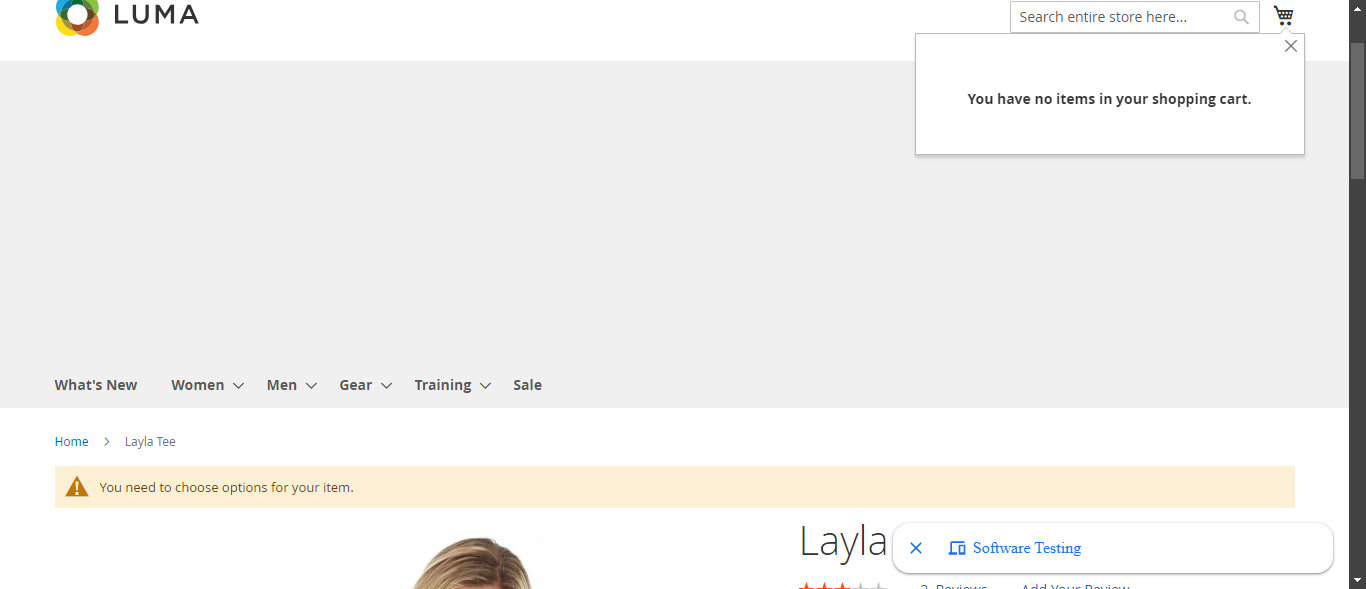 LUMA
Search entire store here...
You have no items in your shopping cart.
What's New Women Men Gear Training Sale
Home Layla Tee
You need to choose options for your item.
Layla
Software Testing
Reviews Add Your Review